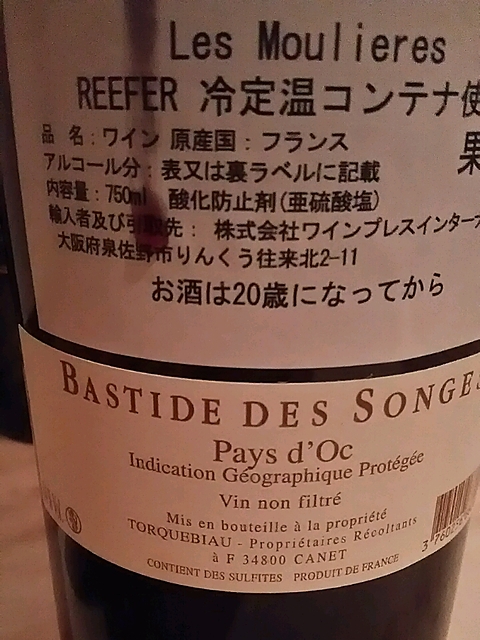 Les Moulieres
REEFER 冷定温コンテナ使
果
品 名：ワイン 原産国：フランス
アルコール分：表又は裏ラベルに記載
内容量：750ml 酸化防止剤(亜硫酸塩)
輸入者及び引取先： 株式会社ワインプレスインター
大阪府泉佐野市りんくう往来北2-11
お酒は20歳になってから
BASTIDE DES SONGES
Pays d'Oc
Indication Géographique Protégée
Vin non filtré
Mis en bouteille à la propriété
TORQUEBIAU - Propriétaires Récoltants
à F 34800 CANET
CONTIENT DES SULFITES PRODUIT DE FRANCE